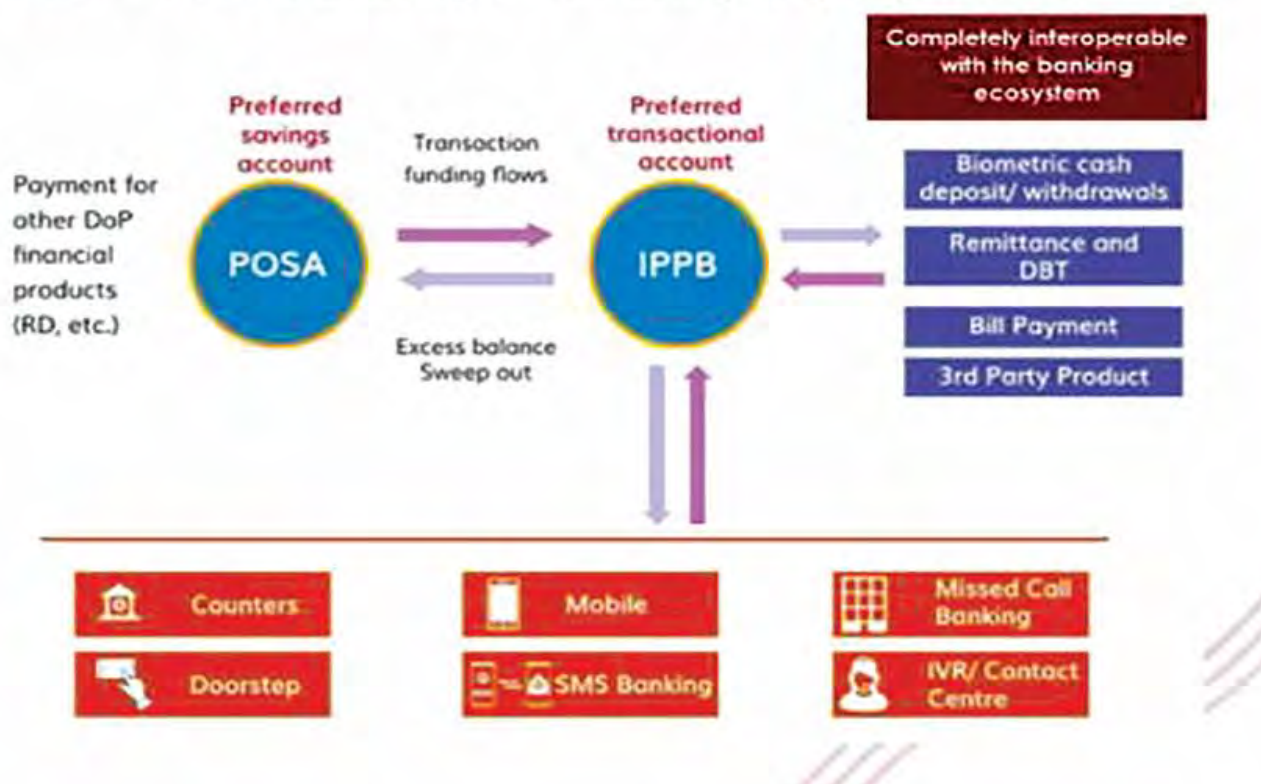 Completely interoperable
with the banking
ecosystem
Preferred
savings
account
Transaction
funding flows
Preferred
transactional
account
Payment for
other DoP
financial
products
(RD, etc.)
POSA
IPPB
Biometric cash
deposit/ withdrawals
Remittance and
DBT
Bill Payment
3rd Party Product
Excess balance
Sweep out
Counters
Mobile
Missed Call
Banking
Doorstep
SMS Banking
IVR/ Contact
Centre